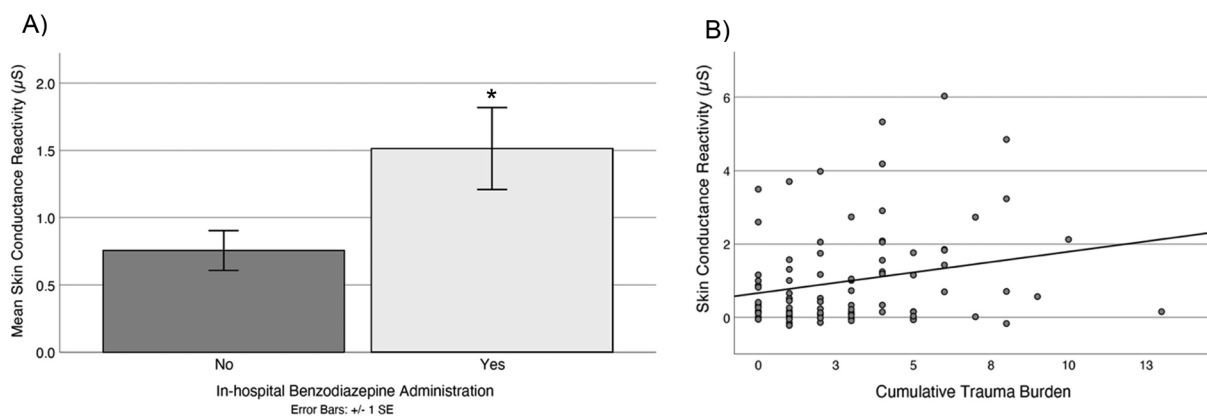 A)
Mean Skin Conductance Reactivity (µS)
2.0
1.5
1.0
0.5
0.0
*
No Yes
In-hospital Benzodiazepine Administration
Error Bars: +/- 1 SE
B)
Skin Conductance Reactivity (µS)
6
4
2
0
0 3 5 8 10 13
Cumulative Trauma Burden